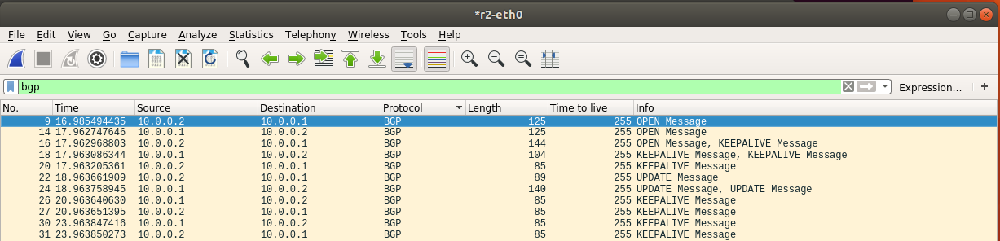 *r2-eth0
File Edit View Go Capture Analyze Statistics Telephony Wireless Tools Help
bgp Expression... +
No. Time Source Destination Protocol Length Time to live Info
9 16.985494435 10.0.0.2 10.0.0.1 BGP 125 255 OPEN Message
14 17.962747646 10.0.0.1 10.0.0.2 BGP 125 255 OPEN Message
16 17.962968803 10.0.0.2 10.0.0.1 BGP 144 255 OPEN Message, KEEPALIVE Message
18 17.963086344 10.0.0.1 10.0.0.2 BGP 104 255 KEEPALIVE Message, KEEPALIVE Message
20 17.963205361 10.0.0.2 10.0.0.1 BGP 85 255 KEEPALIVE Message
22 18.963661909 10.0.0.2 10.0.0.1 BGP 89 255 UPDATE Message
24 18.963758945 10.0.0.1 10.0.0.2 BGP 140 255 UPDATE Message, UPDATE Message
26 20.963640630 10.0.0.1 10.0.0.2 BGP 85 255 KEEPALIVE Message
27 20.963651395 10.0.0.2 10.0.0.1 BGP 85 255 KEEPALIVE Message
30 23.963847416 10.0.0.1 10.0.0.2 BGP 85 255 KEEPALIVE Message
31 23.963850273 10.0.0.2 10.0.0.1 BGP 85 255 KEEPALIVE Message